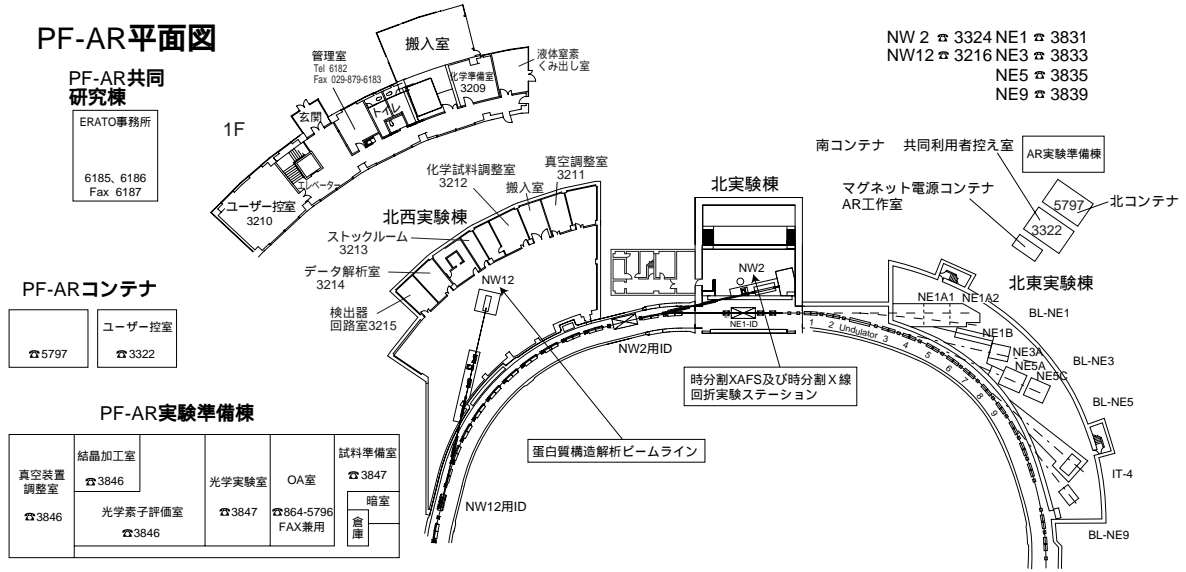 PF-AR平面図
NW 2 ☎ 3324 NE1 ☎ 3831
NW12 ☎ 3216 NE3 ☎ 3833
NE5 ☎ 3835
NE9 ☎ 3839
PF-AR共同
研究棟
ERATO事務所
6185、6186
Fax 6187
1F
管理室
Tel 6182
Fax 029-879-6183
搬入室
液体窒素
くみ出し室
化学準備室
3209
トイレ
玄関
エレベーター
ユーザー控室
3210
南コンテナ
共同利用者控え室
AR実験準備棟
マグネット電源コンテナ
AR工作室
5797
北コンテナ
3322
北西実験棟
化学試料調整室
3212
搬入室
真空調整室
3211
ストックルーム
3213
データ解析室
3214
検出器
回路室3215
NW12
北実験棟
NW2
NE1-ID
NW2用ID
1 2 Undulator 3 4 5 6 7 8 9
北東実験棟
NE1A1
NE1A2
BL-NE1
NE1B
NE3A
NE5A
NE5C
BL-NE3
BL-NE5
IT-4
BL-NE9
時分割XAFS及び時分割X線
回折実験ステーション
蛋白質構造解析ビームライン
NW12用ID
PF-ARコンテナ
☎5797
ユーザー控室
☎3322
PF-AR実験準備棟
真空装置
調整室
☎3846
結晶加工室
☎3846
光学素子評価室
☎3846
光学実験室
☎3847
OA室
☎864-5796
FAX兼用
試料準備室
☎3847
暗室
倉庫